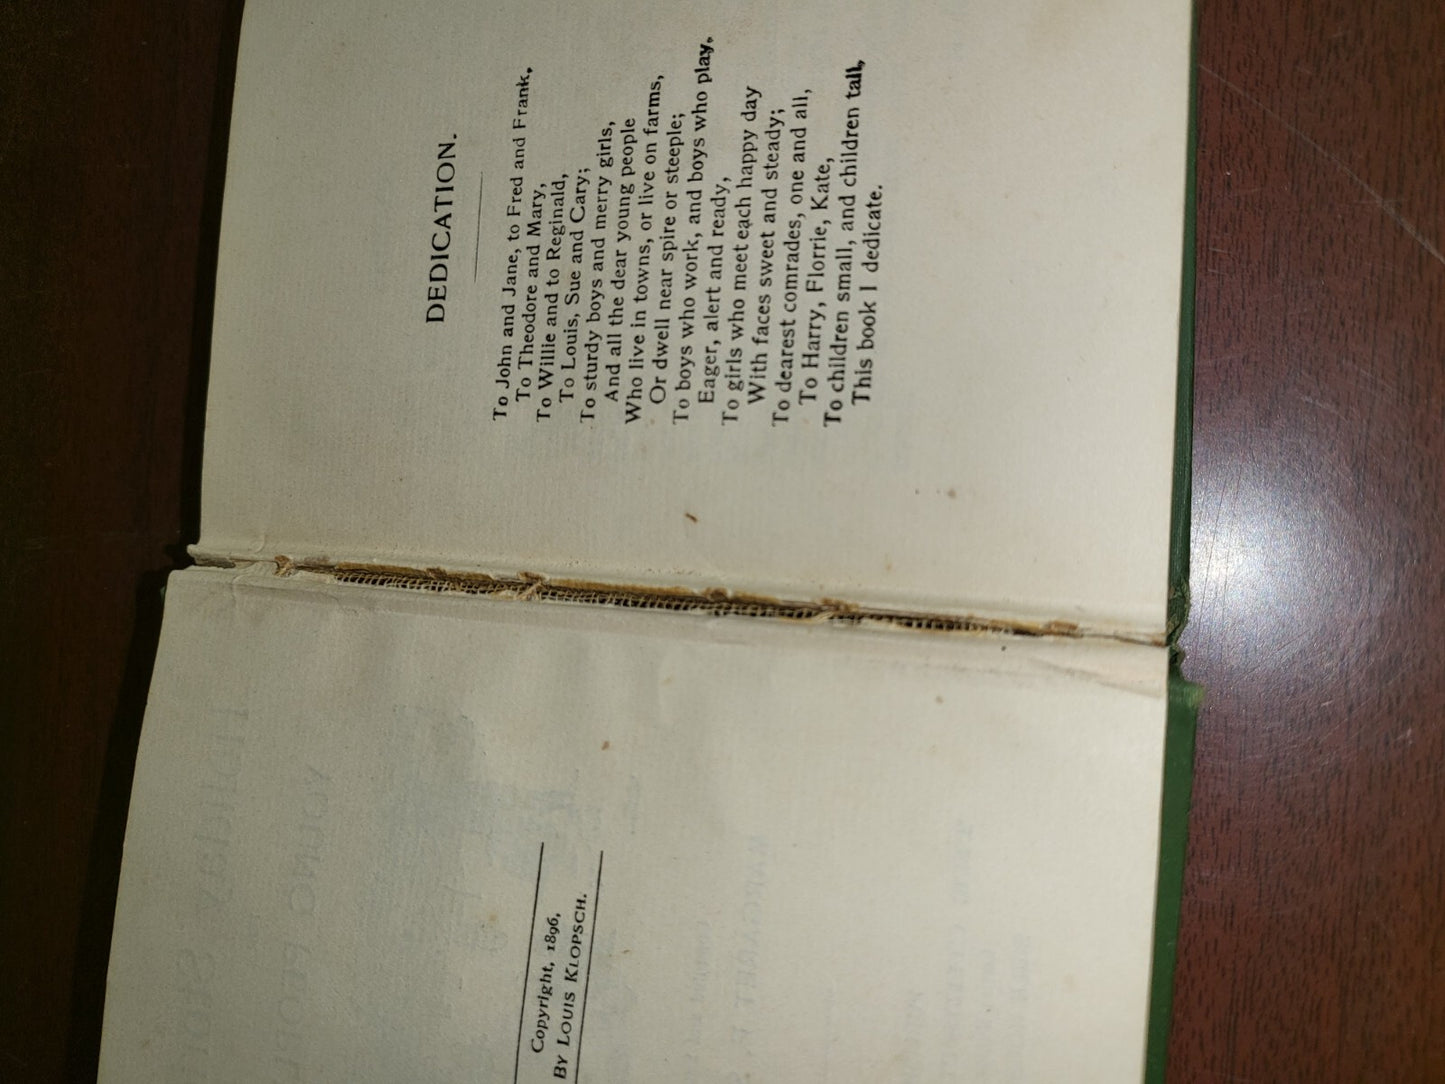 Copyright, 1896,
BY LOUIS KLOPSCH.
DEDICATION.
To John and Jane, to Fred and Frank,
To Theodore and Mary,
To Willie and to Reginald,
To Louis, Sue and Cary;
To sturdy boys and merry girls,
And all the dear young people
Who live in towns, or live on farms,
Or dwell near spire or steeple;
To boys who work, and boys who play,
Eager, alert and ready,
To girls who meet each happy day
With faces sweet and steady;
To dearest comrades, one and all,
To Harry, Florrie, Kate,
To children small, and children tall,
This book I dedicate.